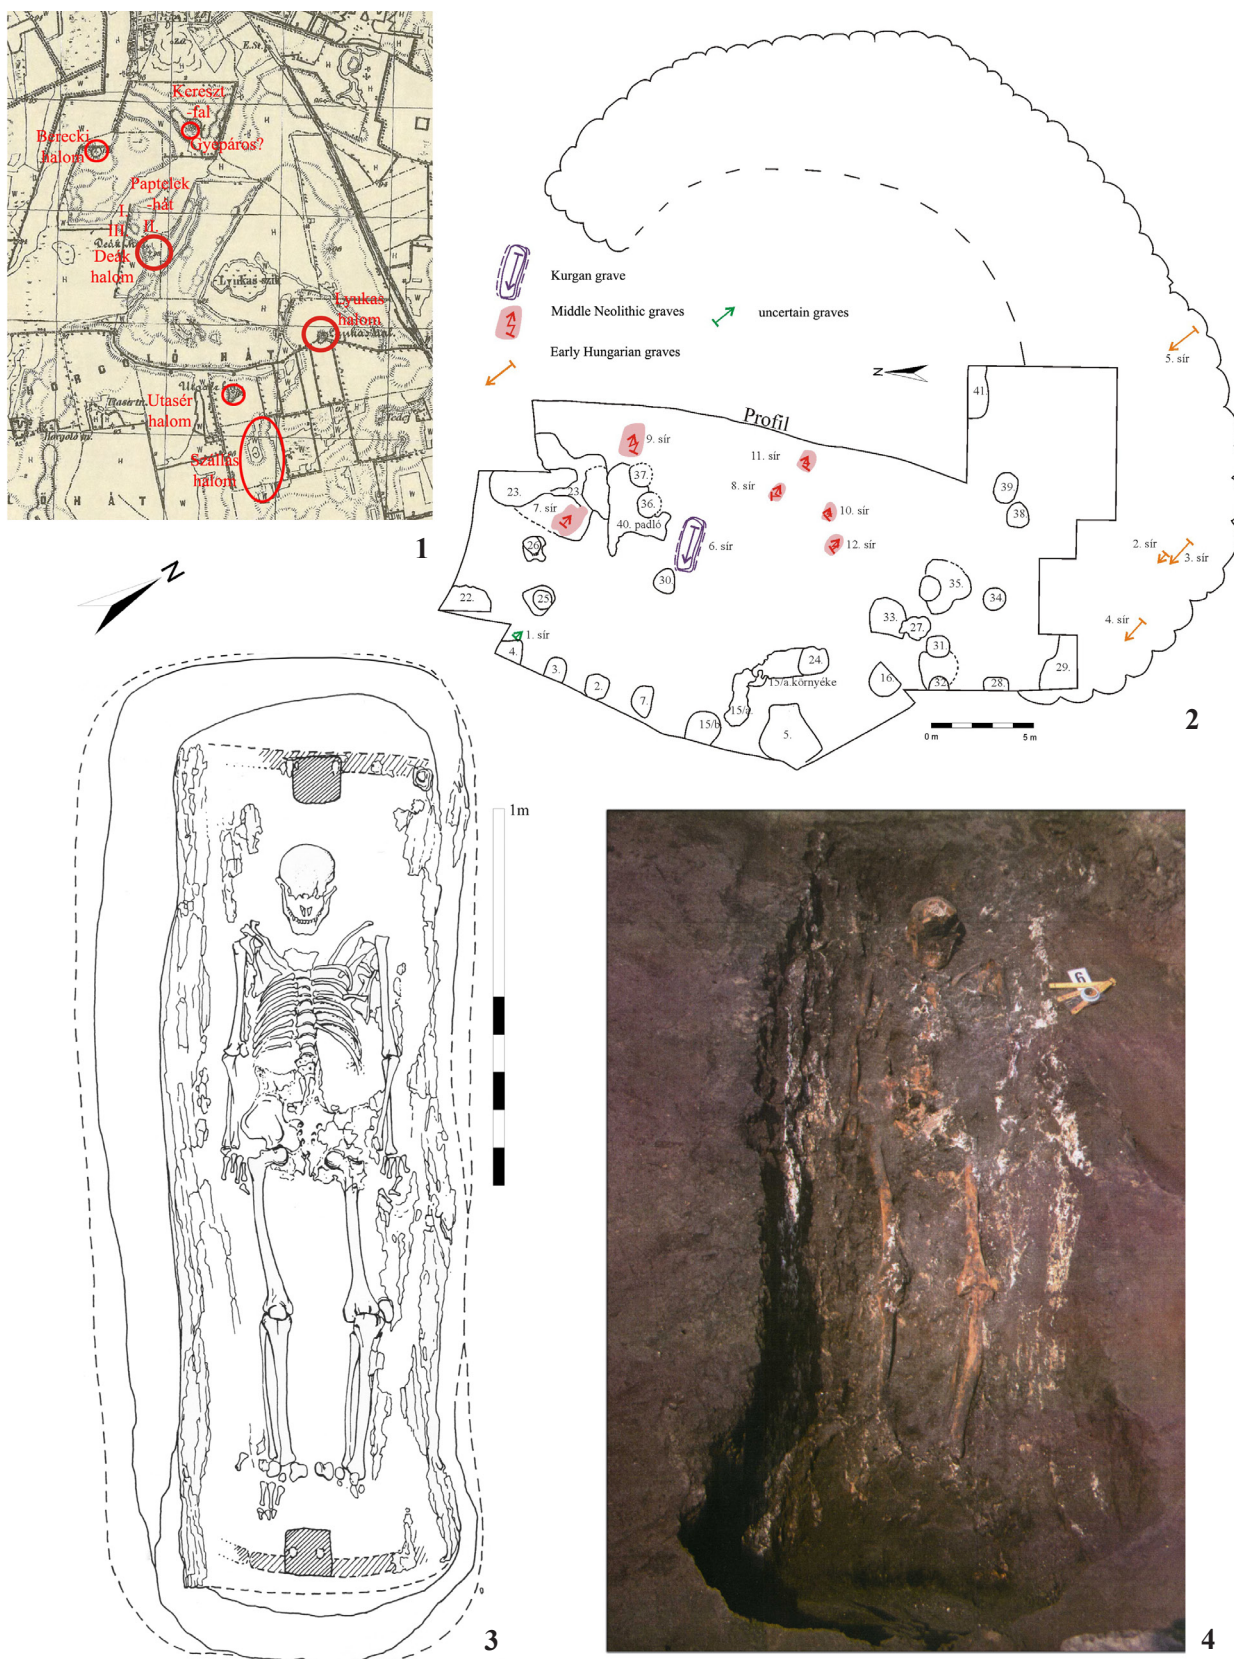 E.St.
Kereszt
-fal
Gyepáros?
Berecki
halom
Paptelek
-hát
I.
III.
II.
Deák
halom
Lyukas szik
Lyukas
halom
Utasér
halom
Szállás
halom
1
Kurgan grave
Middle Neolithic graves
uncertain graves
Early Hungarian graves
N
Profil
5. sír
41.
9. sír
11. sír
37.
23.
23.
8. sír
39.
7. sír
36.
10. sír
38.
40. padló
12. sír
2. sír
3. sír
26.
6. sír
30.
35.
34.
22.
25.
33.
4. sír
27.
1. sír
4.
31.
24.
29.
3.
2.
15/a.környéke
16.
32.
28.
7.
15/a.
15/b
5.
0 m
5 m
2
N
1m
3
6
4